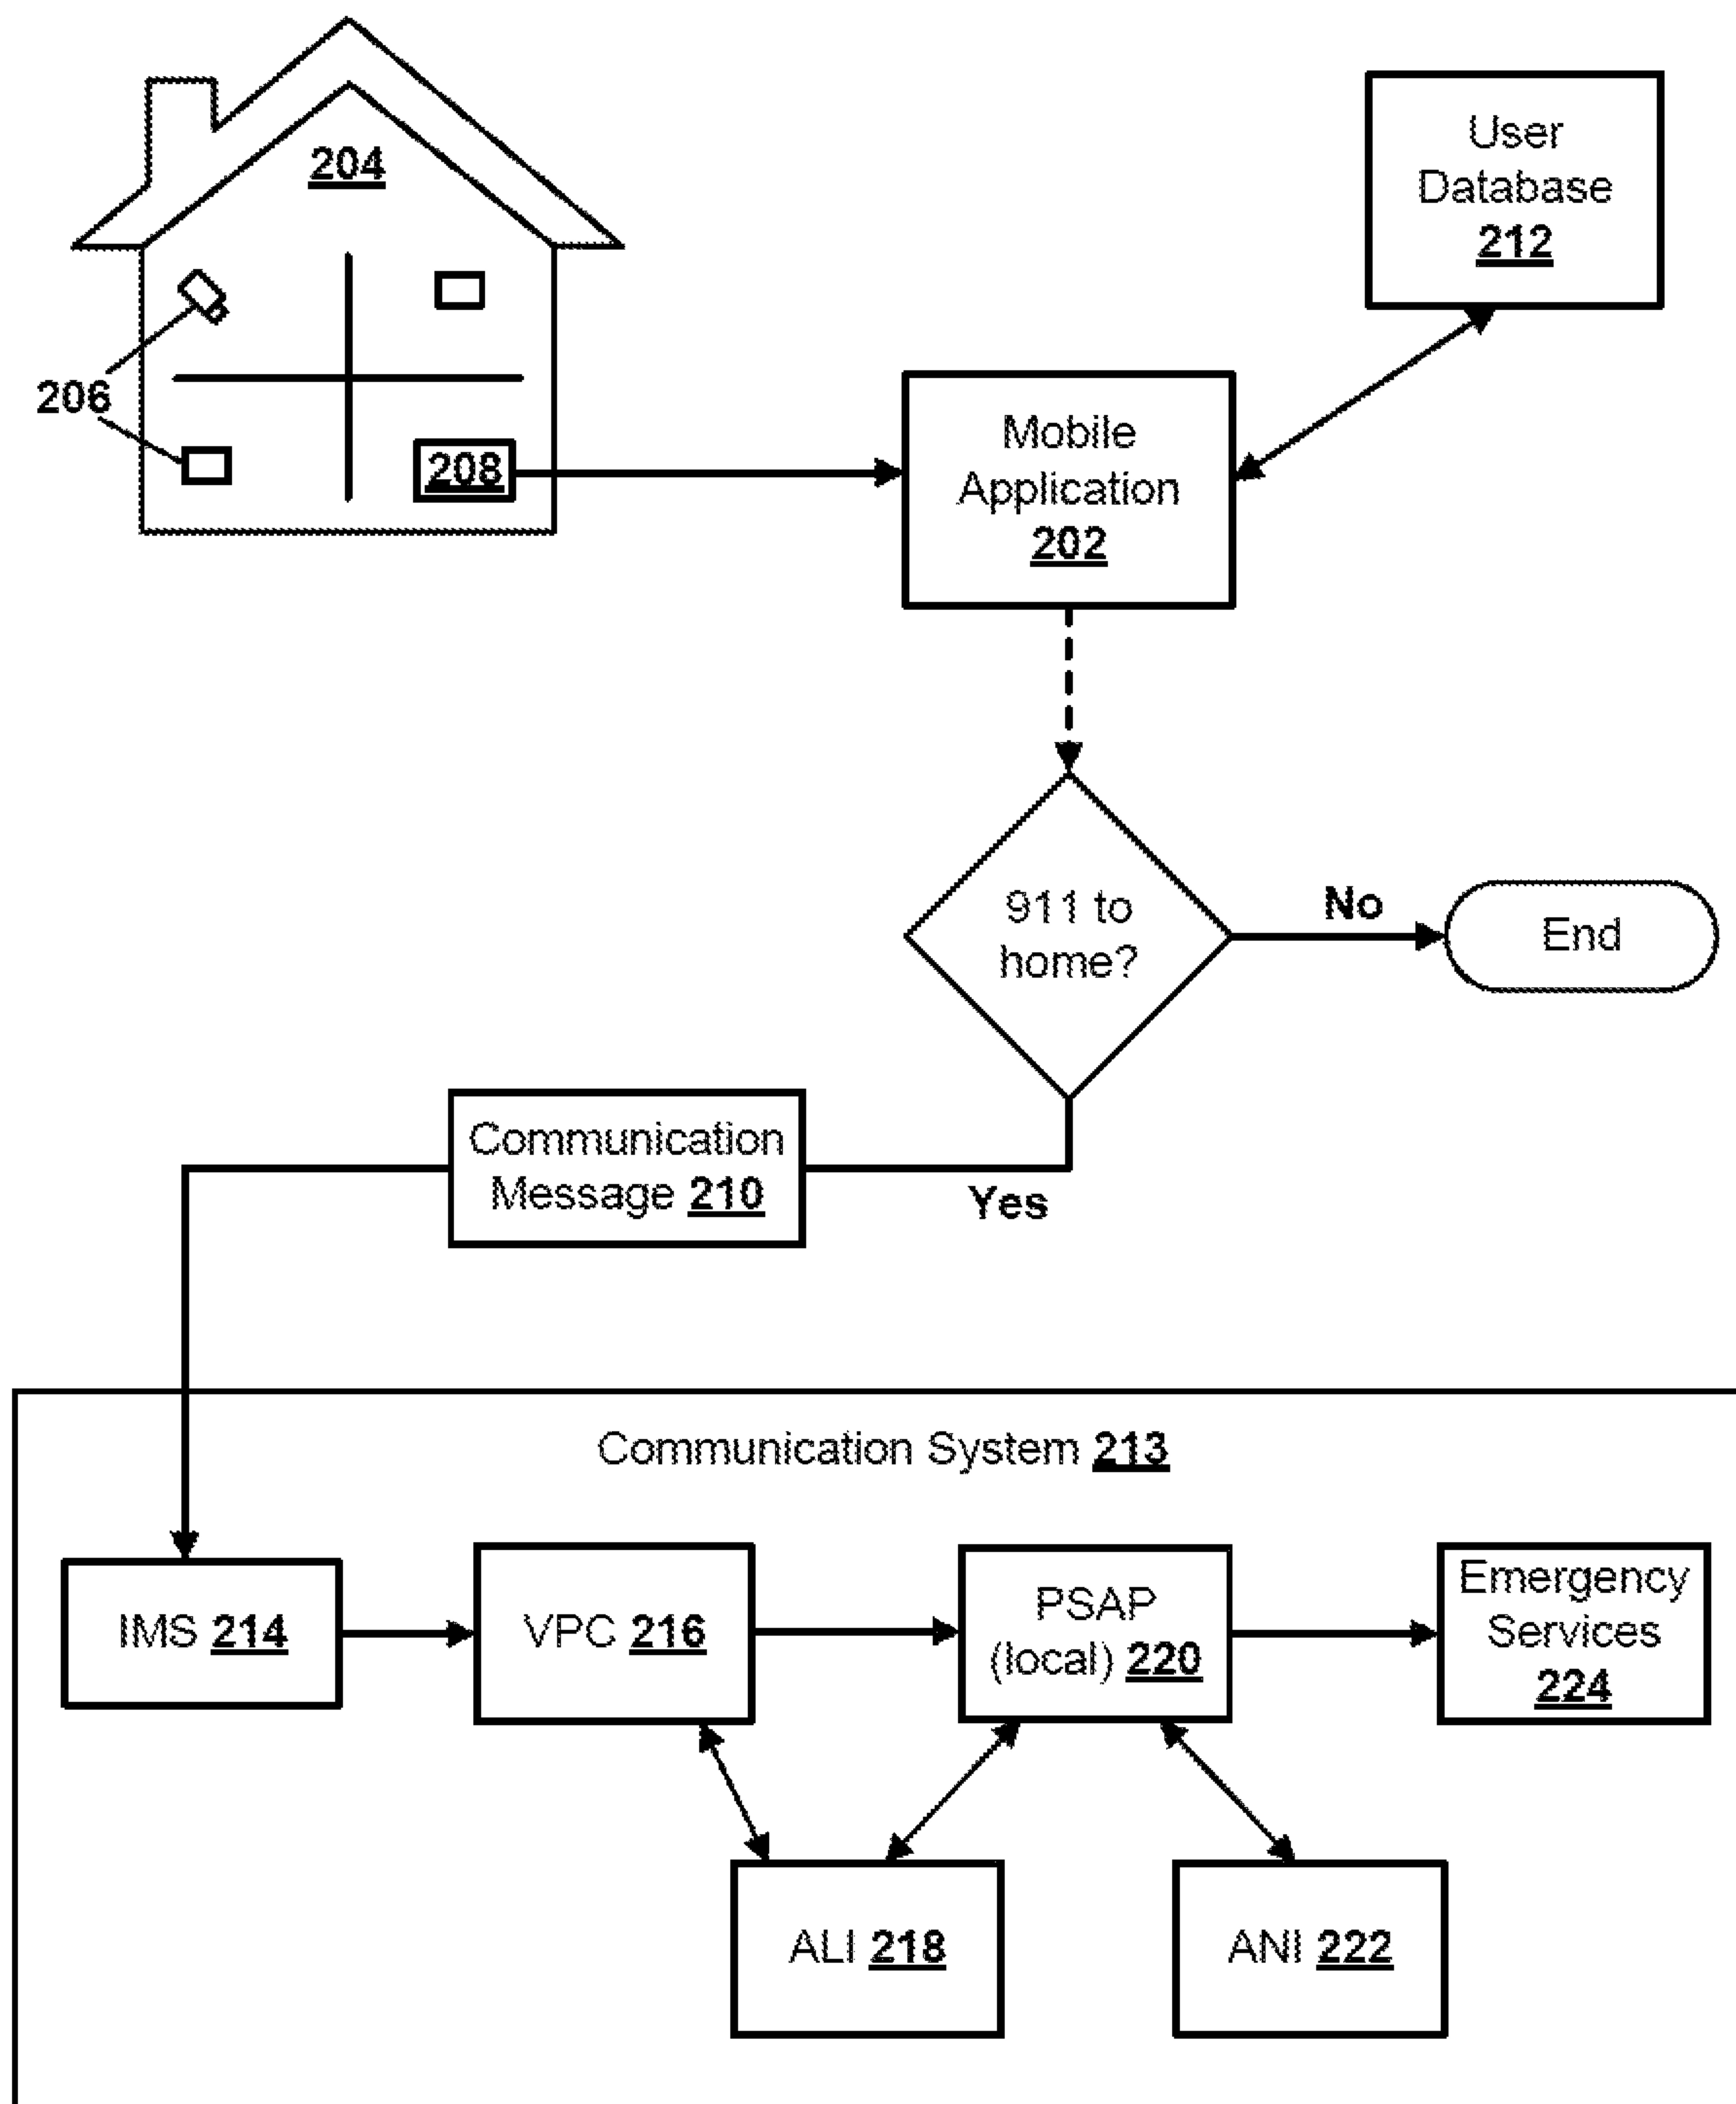 204
User
Database
212
206
208
Mobile
Application
202
911 to
home?
No
End
Communication
Message 210
Yes
Communication System 213
IMS 214
VPC 216
PSAP
(local) 220
Emergency
Services
224
ALI 218
ANI 222